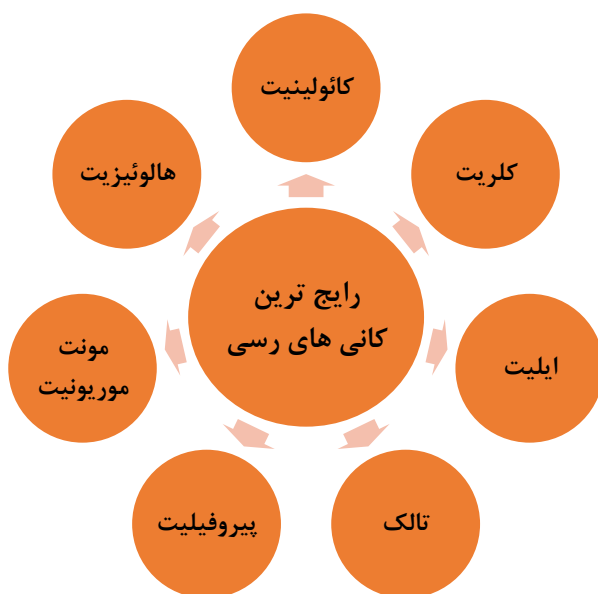 رایج ترین
کانی های رسی
کائولینیت
کلریت
ایلیت
تالک
پیروفیلیت
مونت
موریونیت
هالوئیزیت